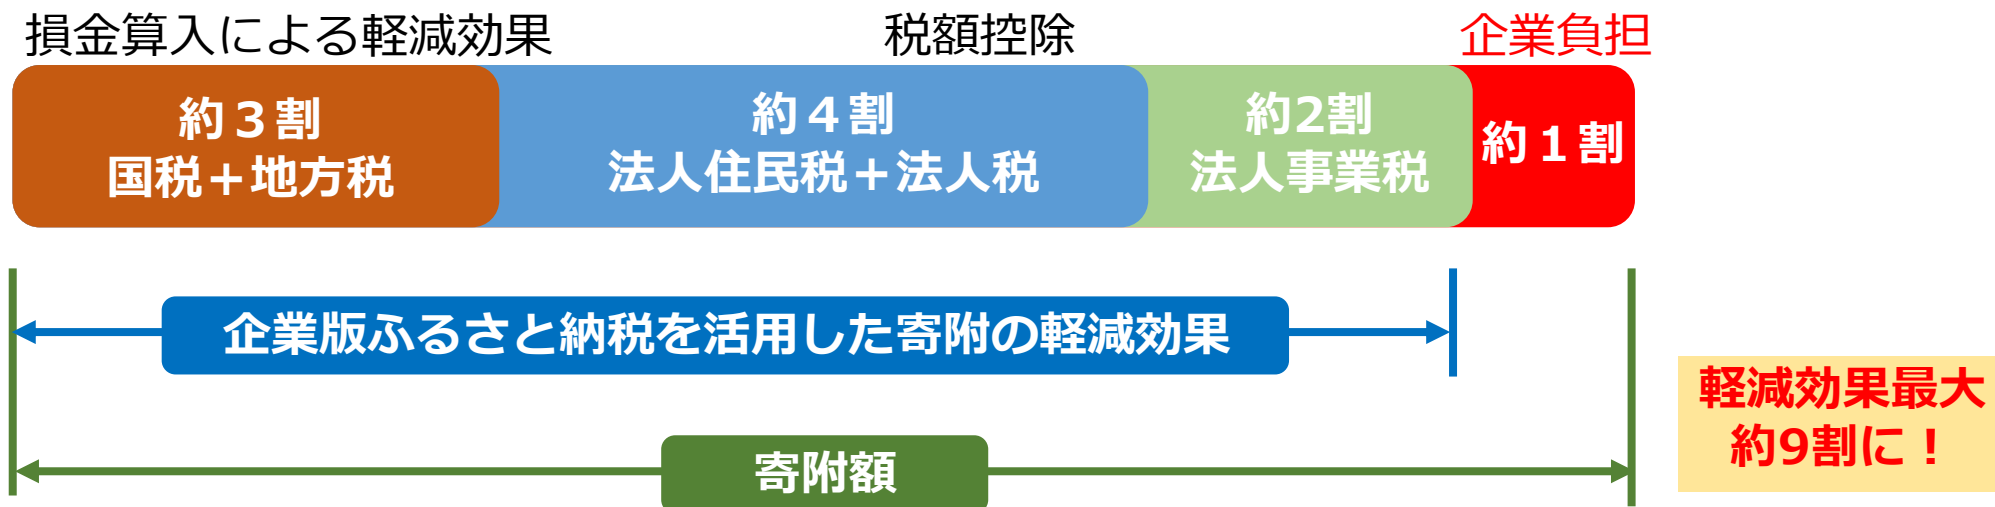 損金算入による軽減効果
税額控除
企業負担
約３割
国税＋地方税
約４割
法人住民税＋法人税
約2割
法人事業税
約１割
企業版ふるさと納税を活用した寄附の軽減効果
寄附額
軽減効果最大
約9割に！